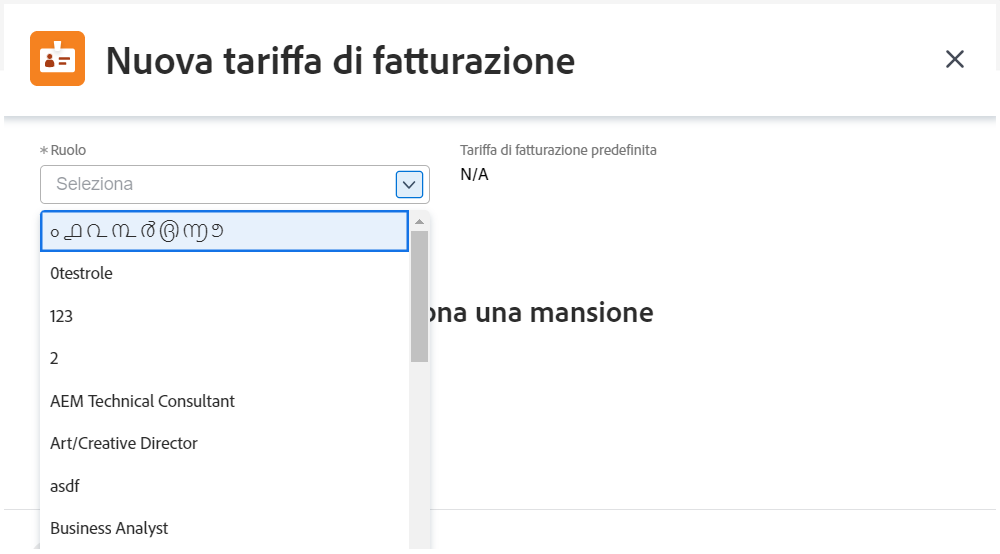 Nuova tariffa di fatturazione
* Ruolo
Tariffa di fatturazione predefinita
Seleziona
N/A
0testrole
123
ona una mansione
2
AEM Technical Consultant
Art/Creative Director
asdf
Business Analyst